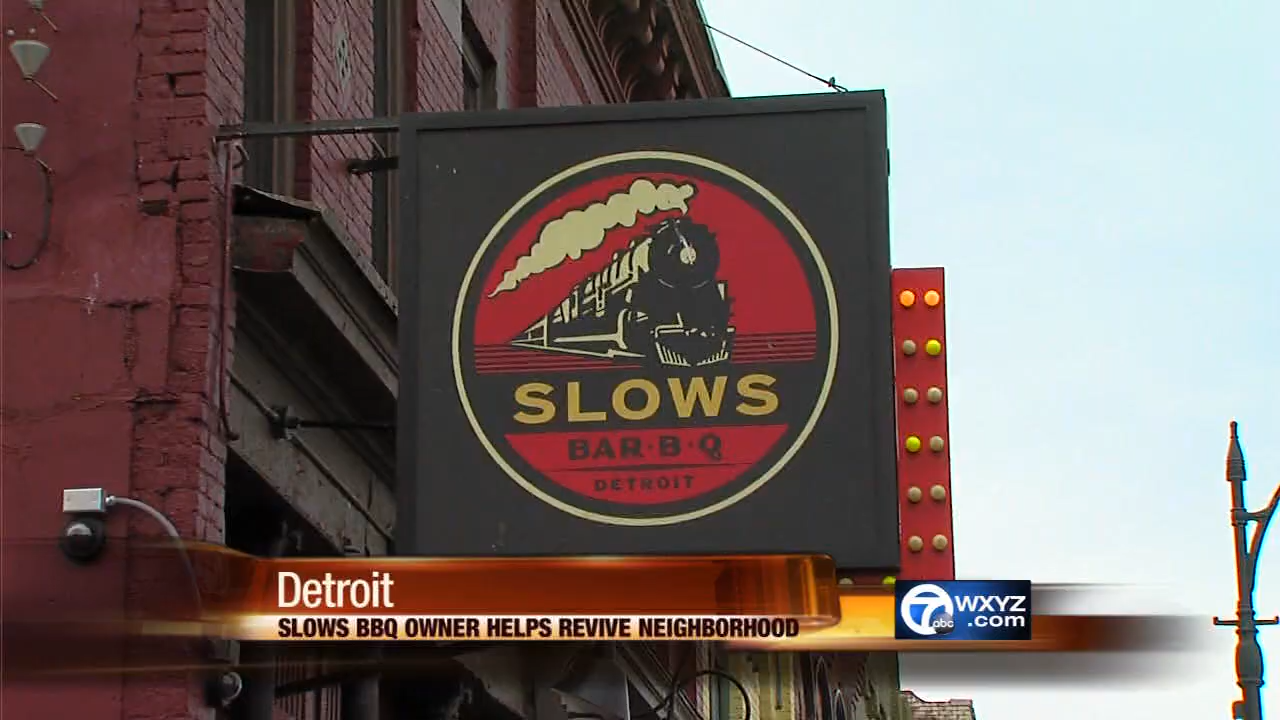 SLOWS
BAR·B·Q
DETROIT
Detroit
SLOWS BBQ OWNER HELPS REVIVE NEIGHBORHOOD
7 abc WXYZ
.com